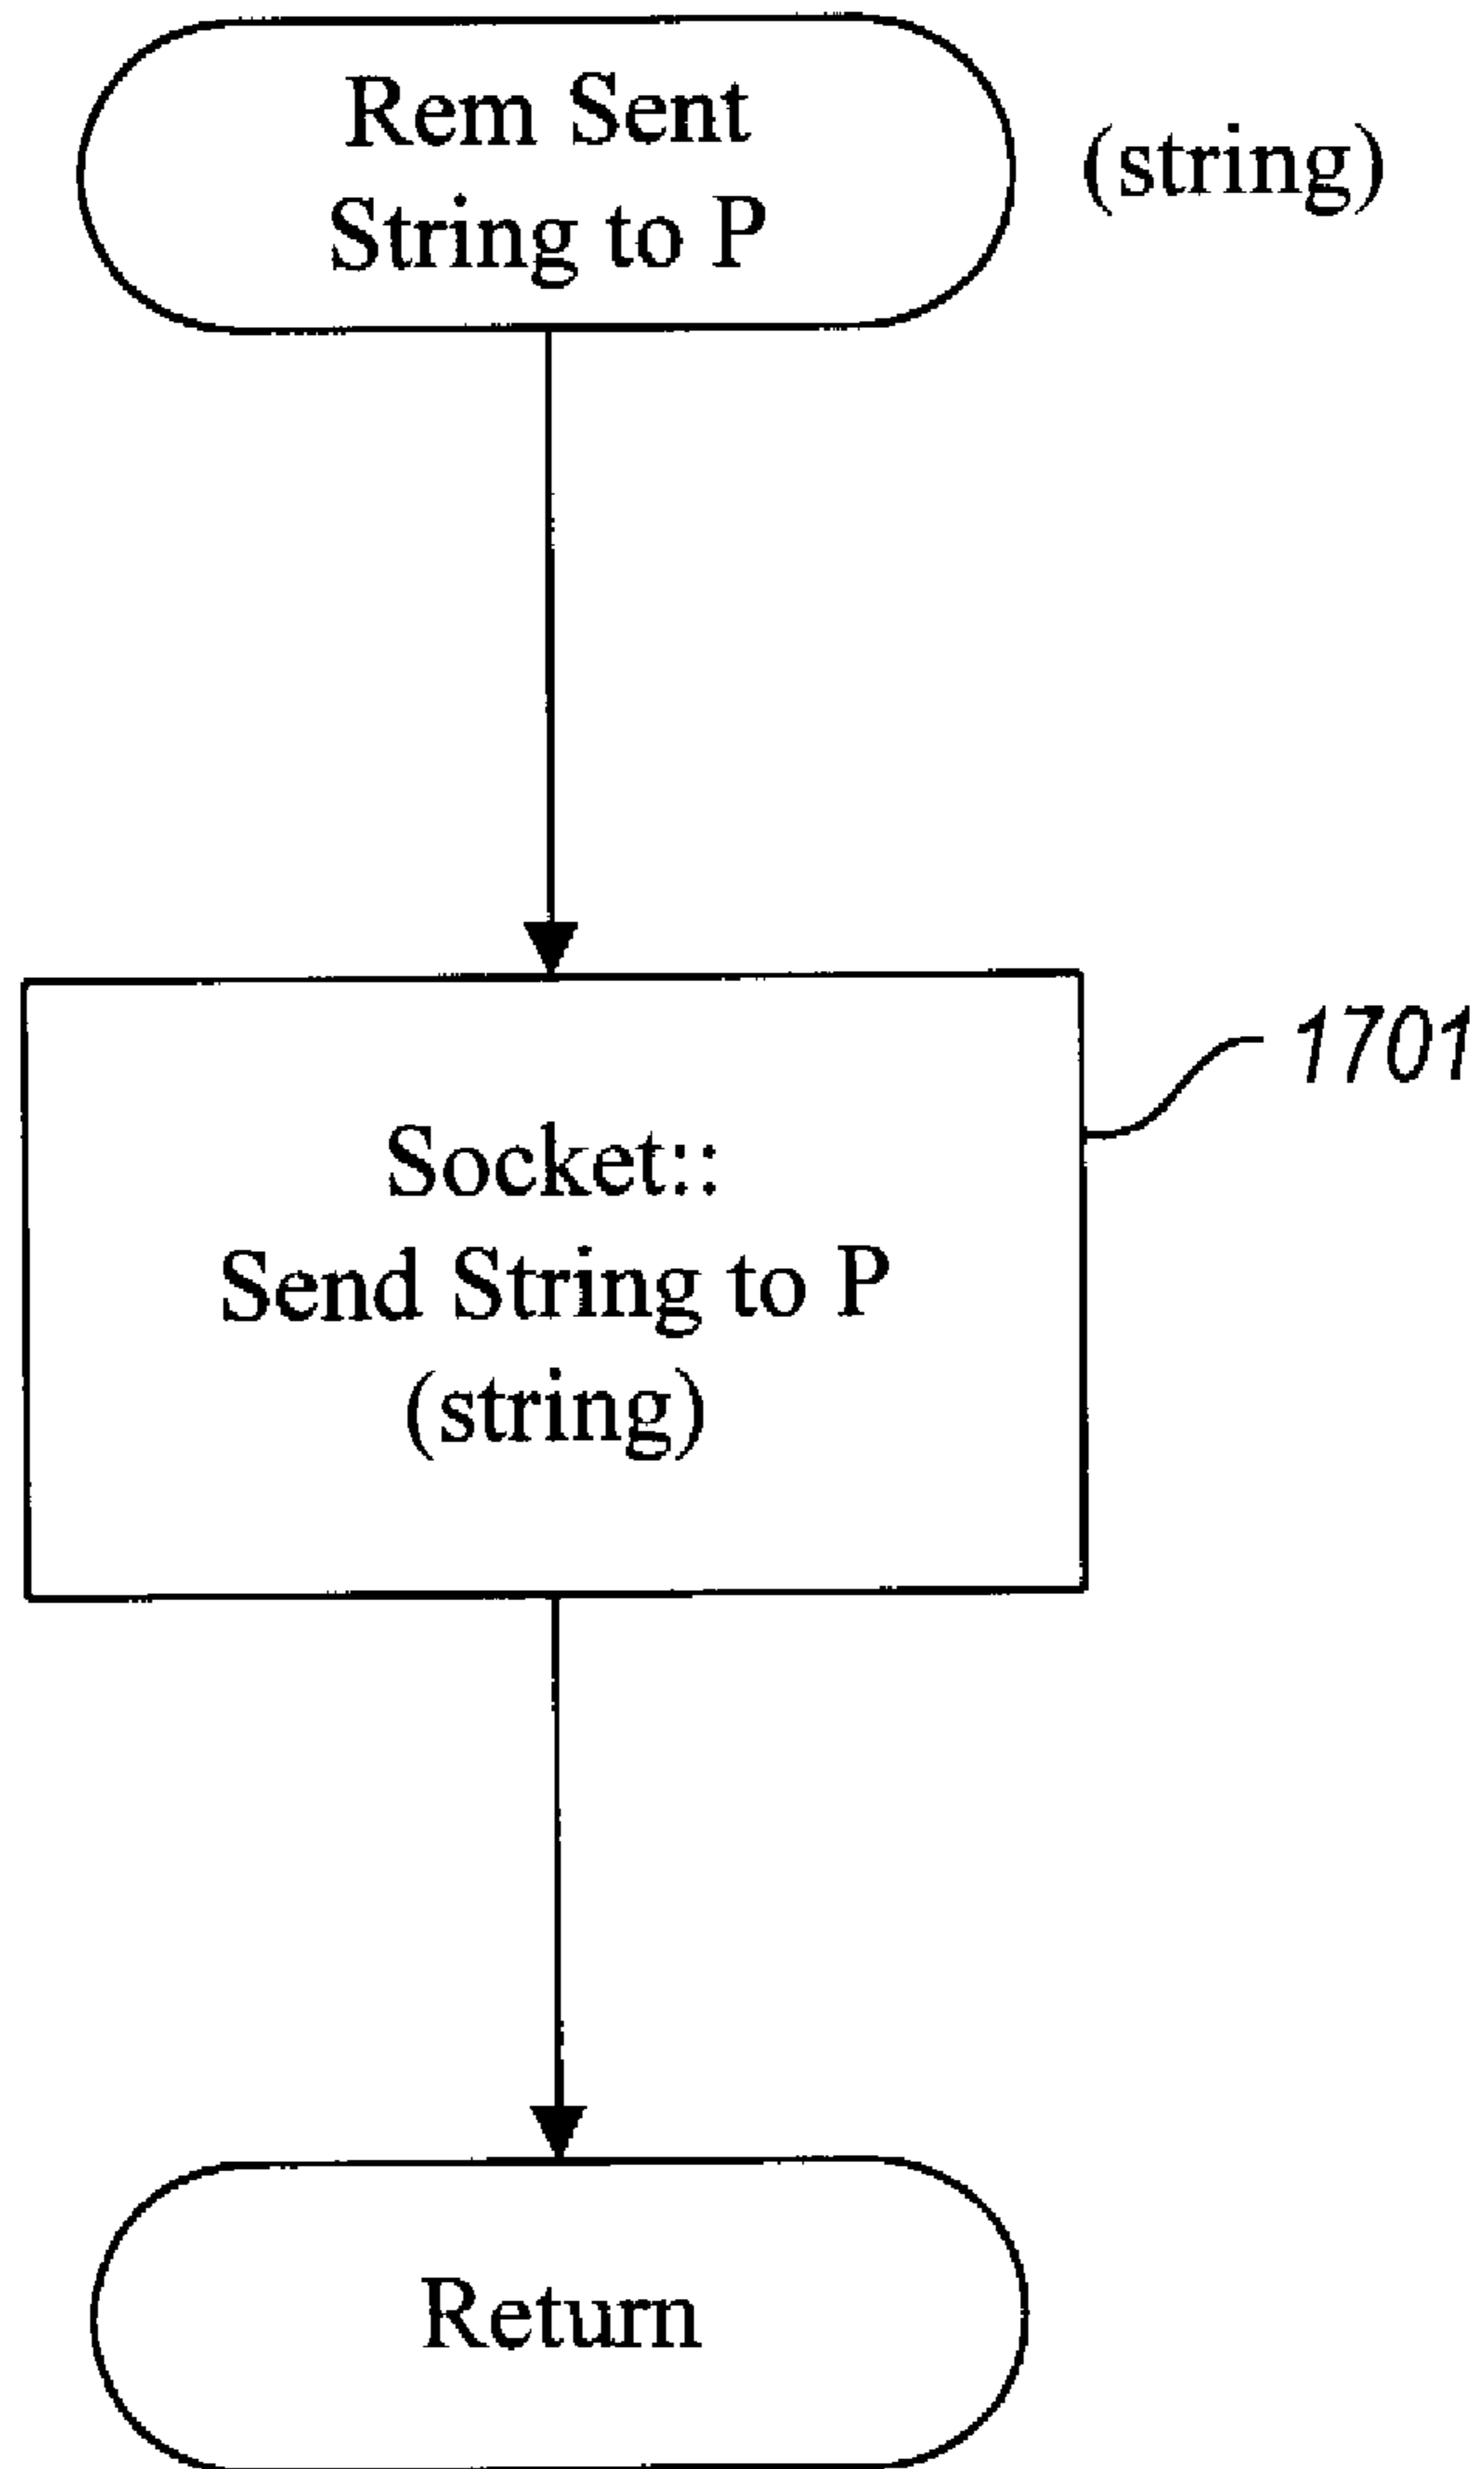 Rem Sent
String to P
(string)
1701
Socket::
Send String to P
(string)
Return